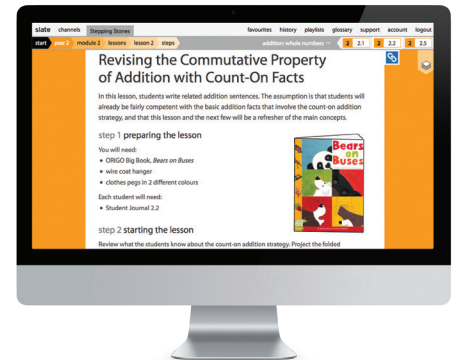 slate channels Stepping Stones favourites history playlists glossary support account logout
start year 2 module 2 lessons lesson 2 steps addition: whole numbers 2 2.1 2 2.2 2 2.5
Revising the Commutative Property
of Addition with Count-On Facts
In this lesson, students write related addition sentences. The assumption is that students will
already be fairly competent with the basic addition facts that involve the count-on addition
strategy, and that this lesson and the next few will be a refresher of the main concepts.
step 1 preparing the lesson
You will need:
• ORIGO Big Book, Bears on Buses
• wire coat hanger
• clothes pegs in 2 different colours
Each student will need:
• Student Journal 2.2
Bears
on
Buses
step 2 starting the lesson
Review what the students know about the count-on addition strategy. Project the folded